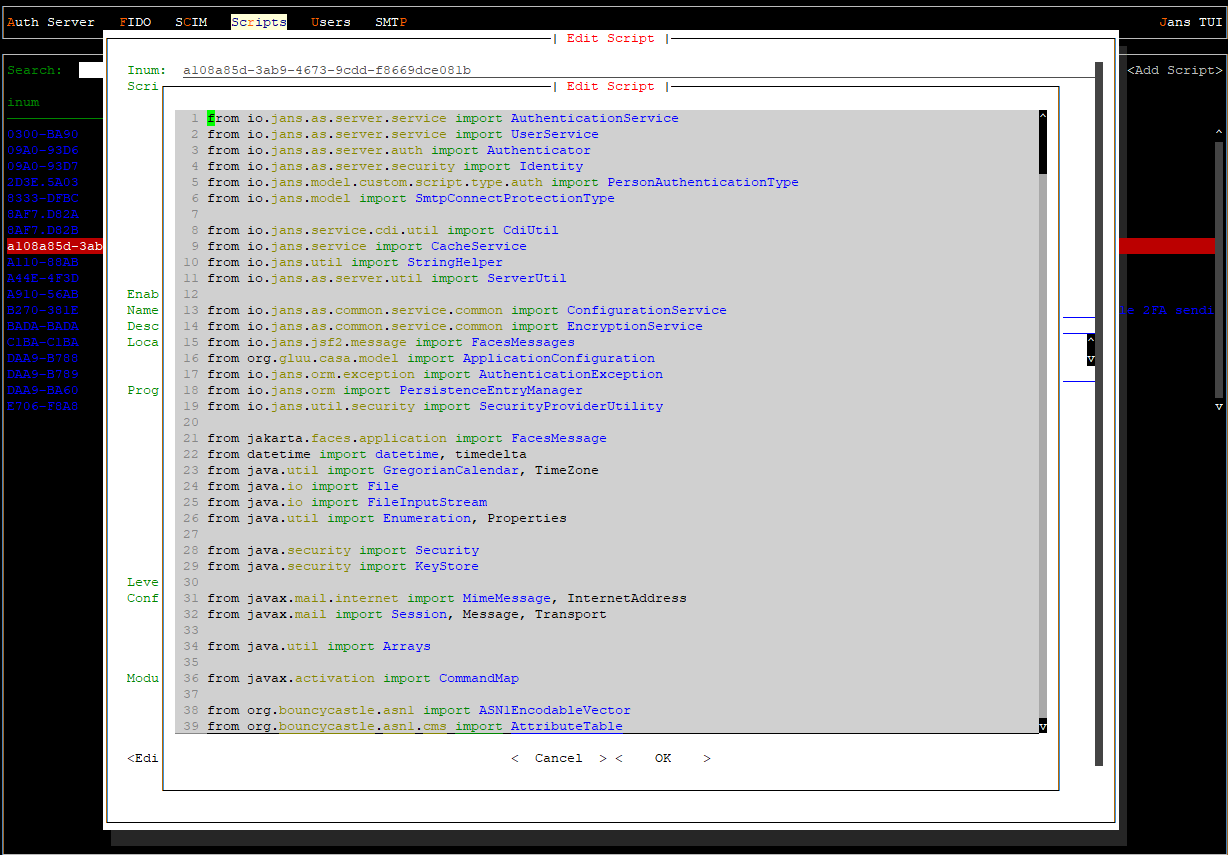 Auth Server FIDO SCIM Scripts Users SMTP Jans TUI
| Edit Script |
Search:
Inum: a108a85d-3ab9-4673-9cdd-f8669dce081b
<Add Script>
Scri
| Edit Script |
inum
1 from io.jans.as.server.service import AuthenticationService
0300-BA90
2 from io.jans.as.server.service import UserService
09A0-93D6
3 from io.jans.as.server.auth import Authenticator
09A0-93D7
4 from io.jans.as.server.security import Identity
2D3E.5A03
5 from io.jans.model.custom.script.type.auth import PersonAuthenticationType
8333-DFBC
6 from io.jans.model import SmtpConnectProtectionType
0AF7.D82A
7
0AF7.D82B
8 from io.jans.service.cdi.util import CdiUtil
a108a85d-3ab
9 from io.jans.service import CacheService
A110-88AB
10 from io.jans.util import StringHelper
A44E-4F3D
11 from io.jans.as.server.util import ServerUtil
A910-56AB
Enab
12
B270-381E
Name
13 from io.jans.as.common.service.common import ConfigurationService
le 2FA sendi
BADA-BADA
Desc
14 from io.jans.as.common.service.common import EncryptionService
C1BA-C1BA
Loca
15 from io.jans.jsf2.message import FacesMessages
DAA9-B788
16 from org.gluu.casa.model import ApplicationConfiguration
DAA9-B789
17 from io.jans.orm.exception import AuthenticationException
DAA9-BA60
Prog
18 from io.jans.orm import PersistenceEntryManager
E706-F8A8
19 from io.jans.util.security import SecurityProviderUtility
20
21 from jakarta.faces.application import FacesMessage
22 from datetime import datetime, timedelta
23 from java.util import GregorianCalendar, TimeZone
24 from java.io import File
25 from java.io import FileInputStream
26 from java.util import Enumeration, Properties
27
28 from java.security import Security
29 from java.security import KeyStore
Leve
30
Conf
31 from javax.mail.internet import MimeMessage, InternetAddress
32 from javax.mail import Session, Message, Transport
33
34 from java.util import Arrays
35
Modu
36 from javax.activation import CommandMap
37
38 from org.bouncycastle.asn1 import ASN1EncodableVector
39 from org.bouncycastle.asn1.cms import AttributeTable
<Edi
< Cancel > < OK >